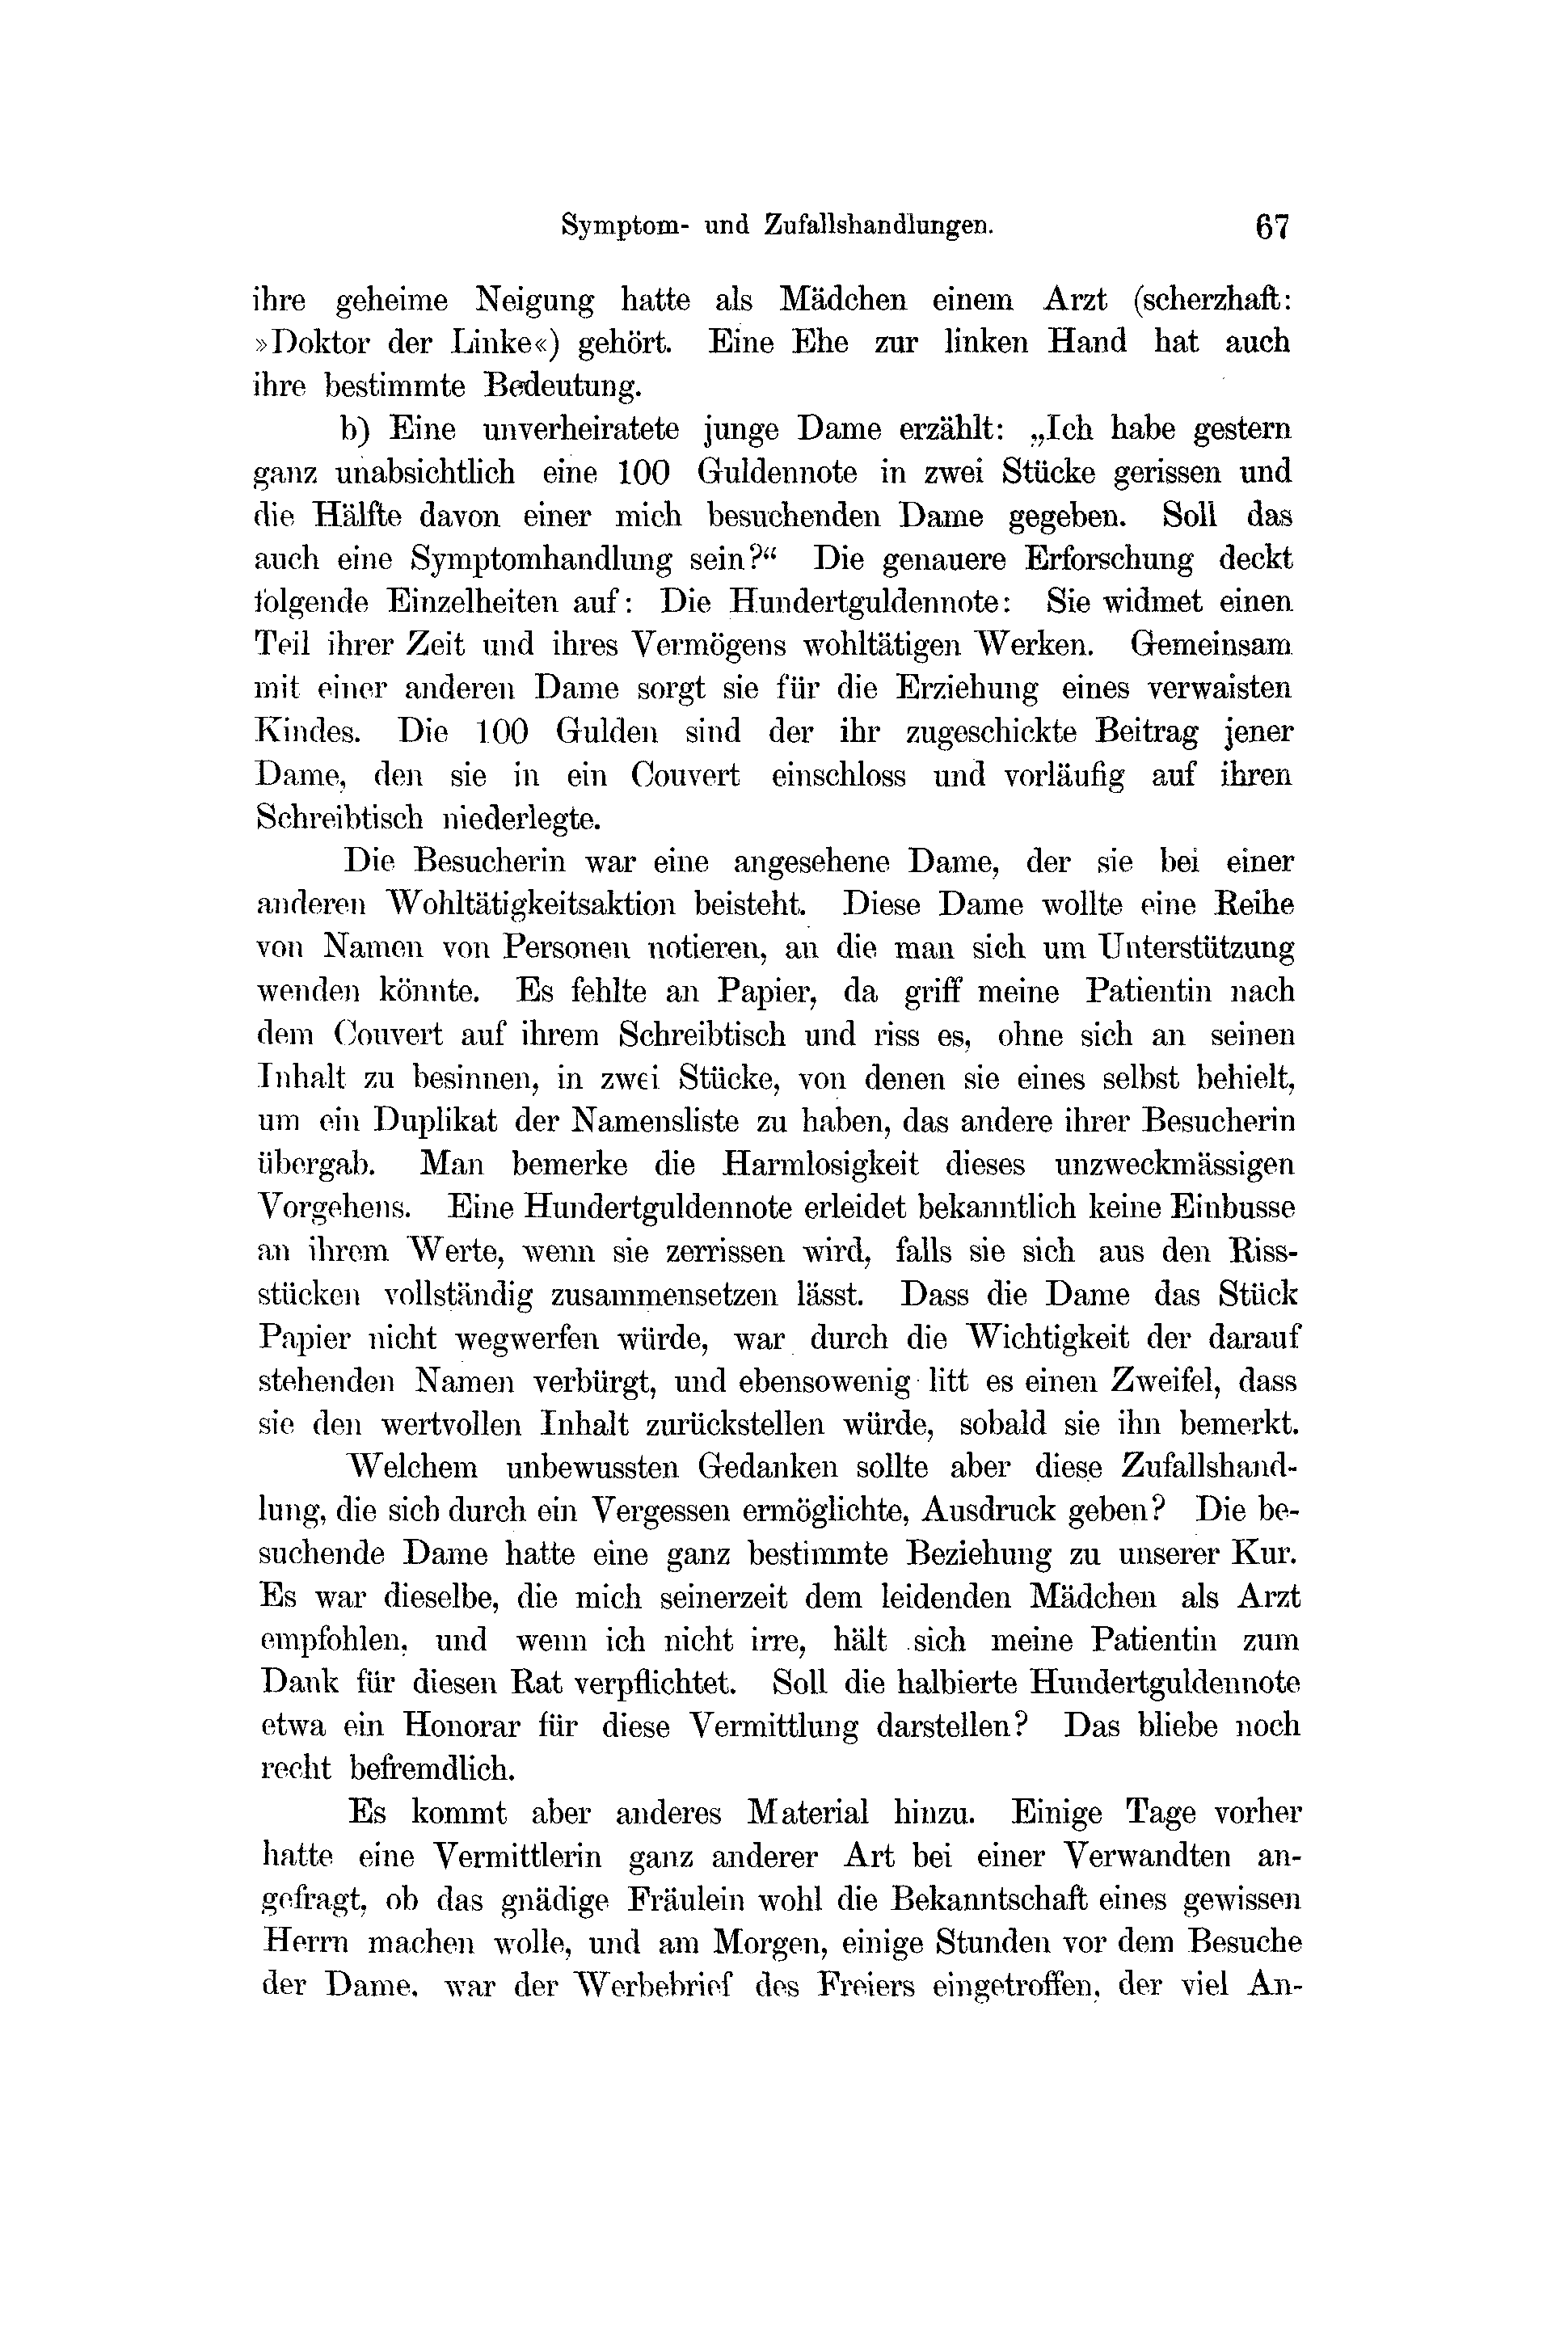 Symptom- und Zufallshandlungen. 67
ihre geheime Neigung hatte als Mädchen einem Arzt (scherzhaft:
»Doktor der Linke«) gehört. Eine Ehe zur linken Hand hat auch
ihre bestimmte Bedeutung.
b) Eine unverheiratete junge Dame erzählt: „Ich habe gestern
ganz unabsichtlich eine 100 Guldennote in zwei Stücke gerissen und
die Hälfte davon einer mich besuchenden Dame gegeben. Soll das
auch eine Symptomhandlung sein?“ Die genauere Erforschung deckt
folgende Einzelheiten auf: Die Hundertguldennote: Sie widmet einen
Teil ihrer Zeit und ihres Vermögens wohltätigen Werken. Gemeinsam
mit einer anderen Dame sorgt sie für die Erziehung eines verwaisten
Kindes. Die 100 Gulden sind der ihr zugeschickte Beitrag jener
Dame, den sie in ein Couvert einschloss und vorläufig auf ihren
Schreibtisch niederlegte.
Die Besucherin war eine angesehene Dame, der sie bei einer
anderen Wohltätigkeitsaktion beisteht. Diese Dame wollte eine Reihe
von Namen von Personen notieren, an die man sich um Unterstützung
wenden könnte. Es fehlte an Papier, da griff meine Patientin nach
dem Couvert auf ihrem Schreibtisch und riss es, ohne sich an seinen
Inhalt zu besinnen, in zwei Stücke, von denen sie eines selbst behielt,
um ein Duplikat der Namensliste zu haben, das andere ihrer Besucherin
übergab. Man bemerke die Harmlosigkeit dieses unzweckmässigen
Vorgehens. Eine Hundertguldennote erleidet bekanntlich keine Einbusse
an ihrem Werte, wenn sie zerrissen wird, falls sie sich aus den Riss-
stücken vollständig zusammensetzen lässt. Dass die Dame das Stück
Papier nicht wegwerfen würde, war durch die Wichtigkeit der darauf
stehenden Namen verbürgt, und ebensowenig litt es einen Zweifel, dass
sie den wertvollen Inhalt zurückstellen würde, sobald sie ihn bemerkt.
Welchem unbewussten Gedanken sollte aber diese Zufallshand-
lung, die sich durch ein Vergessen ermöglichte, Ausdruck geben? Die be-
suchende Dame hatte eine ganz bestimmte Beziehung zu unserer Kur.
Es war dieselbe, die mich seinerzeit dem leidenden Mädchen als Arzt
empfohlen, und wenn ich nicht irre, hält sich meine Patientin zum
Dank für diesen Rat verpflichtet. Soll die halbierte Hundertguldennote
etwa ein Honorar für diese Vermittlung darstellen? Das bliebe noch
recht befremdlich.
Es kommt aber anderes Material hinzu. Einige Tage vorher
hatte eine Vermittlerin ganz anderer Art bei einer Verwandten an-
gefragt, ob das gnädige Fräulein wohl die Bekanntschaft eines gewissen
Herrn machen wolle, und am Morgen, einige Stunden vor dem Besuche
der Dame, war der Werbebrief des Freiers eingetroffen, der viel An-